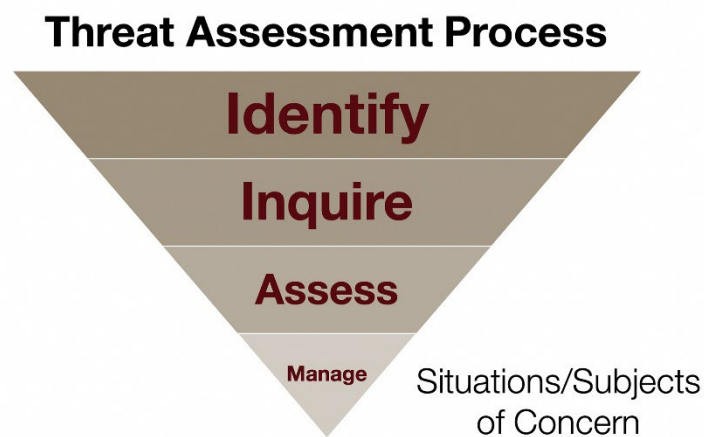 Threat Assessment Process
Identify
Inquire
Assess
Manage
Situations/Subjects
of Concern